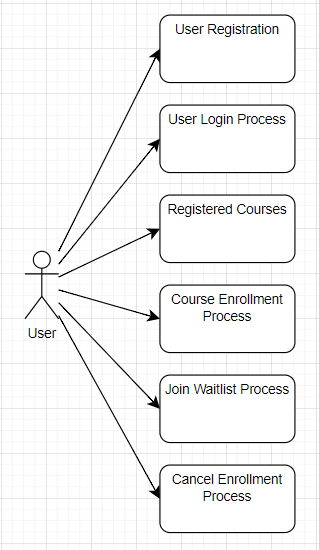 User Registration
User Login Process
Registered Courses
User
Course Enrollment
Process
Join Waitlist Process
Cancel Enrollment
Process